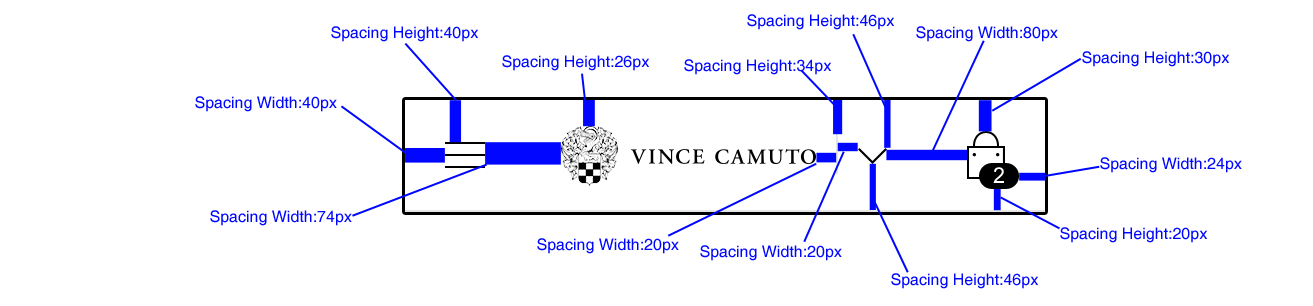 Spacing Height:46px
Spacing Height:40px
Spacing Width:80px
Spacing Height:26px
Spacing Height:34px
Spacing Height:30px
Spacing Width:40px
VINCE CAMUTO
2
Spacing Width:24px
Spacing Width:74px
Spacing Height:20px
Spacing Width:20px
Spacing Width:20px
Spacing Height:46px